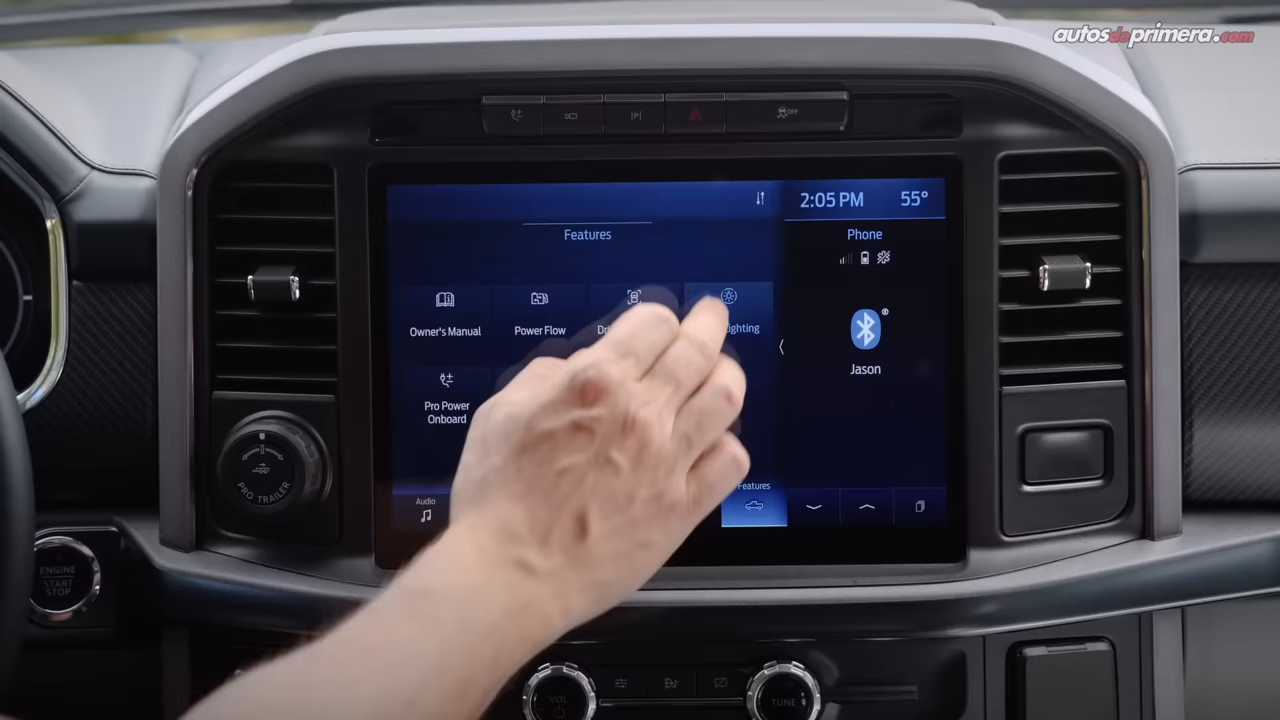 autosdeprimera.com
OFF
2:05 PM 55°
Features
Phone
Owner's Manual
Power Flow
Jason
Pro Power
Onboard
PRO TRAILER
Audio
Features
ENGINE
START
STOP
VOL
TUNE